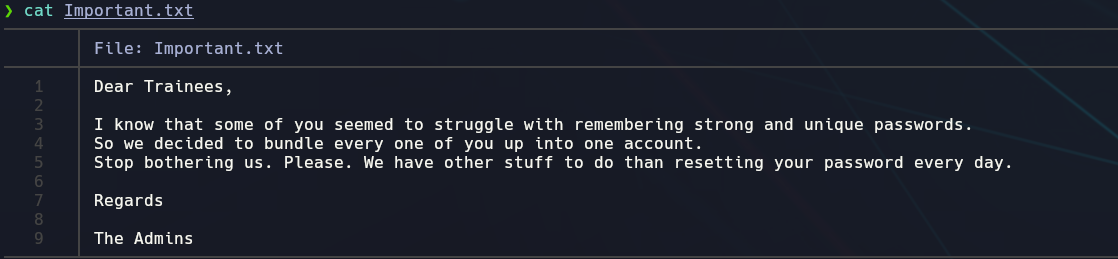 ❯ cat Important.txt
File: Important.txt
1 Dear Trainees,
2
3 I know that some of you seemed to struggle with remembering strong and unique passwords.
4 So we decided to bundle every one of you up into one account.
5 Stop bothering us. Please. We have other stuff to do than resetting your password every day.
6
7 Regards
8
9 The Admins